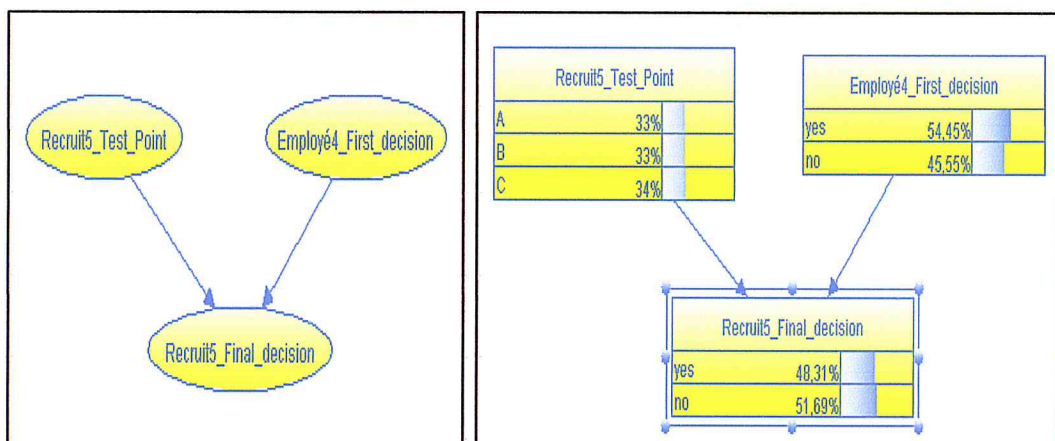 Recruit5_Test_Point
Employé4_First_decision
Recruit5_Final_decision
Recruit5_Test_Point
A 33%
B 33%
C 34%
Employé4_First_decision
yes 54,45%
no 45,55%
Recruit5_Final_decision
yes 48,31%
no 51,69%